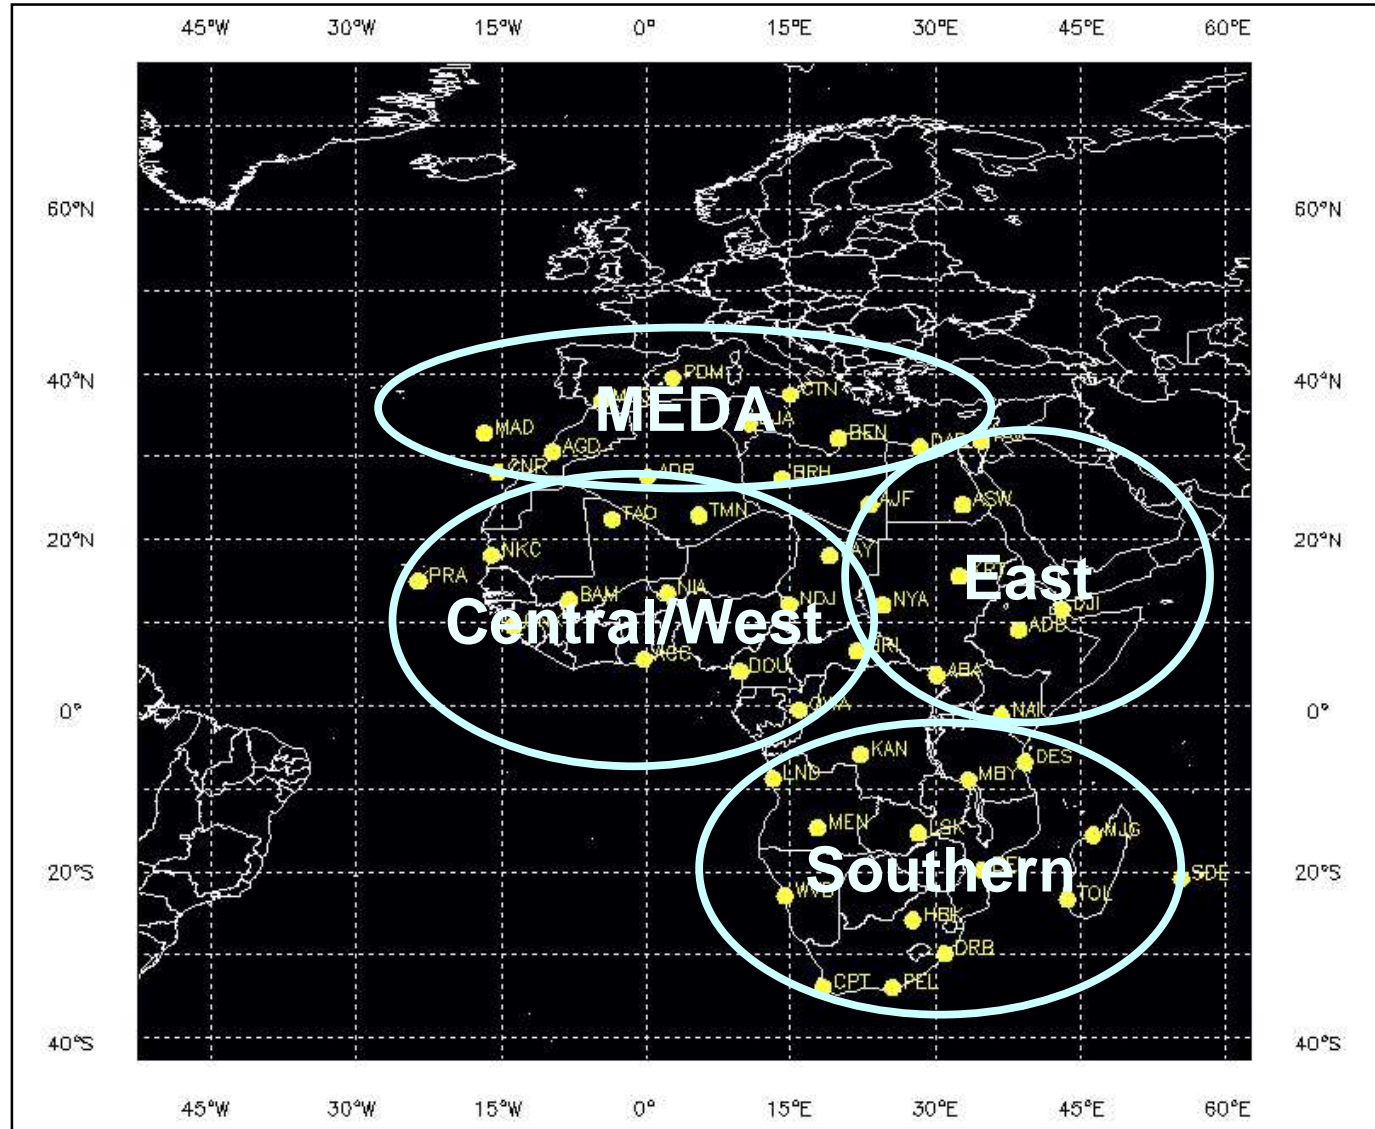 45°W 30°W 15°W 0° 15°E 30°E 45°E 60°E
60°N 60°N
40°N 40°N
PDM
CTN
MEDA
MAD
BEN
AGD
CNR
ADR
BRH
AJF
ASW
TAO
TMN
20°N 20°N
NKC
PRA
East
BAM
NIA
NDJ
NYA
DJI
Central/West
ADB
ACC
DOU
ABA
NAI
0° 0°
KAN
DES
LND
MBY
MEN
LSK
MJG
Southern
20°S 20°S
SDE
TOL
HBK
DRB
CPT
PEL
40°S 40°S
45°W 30°W 15°W 0° 15°E 30°E 45°E 60°E